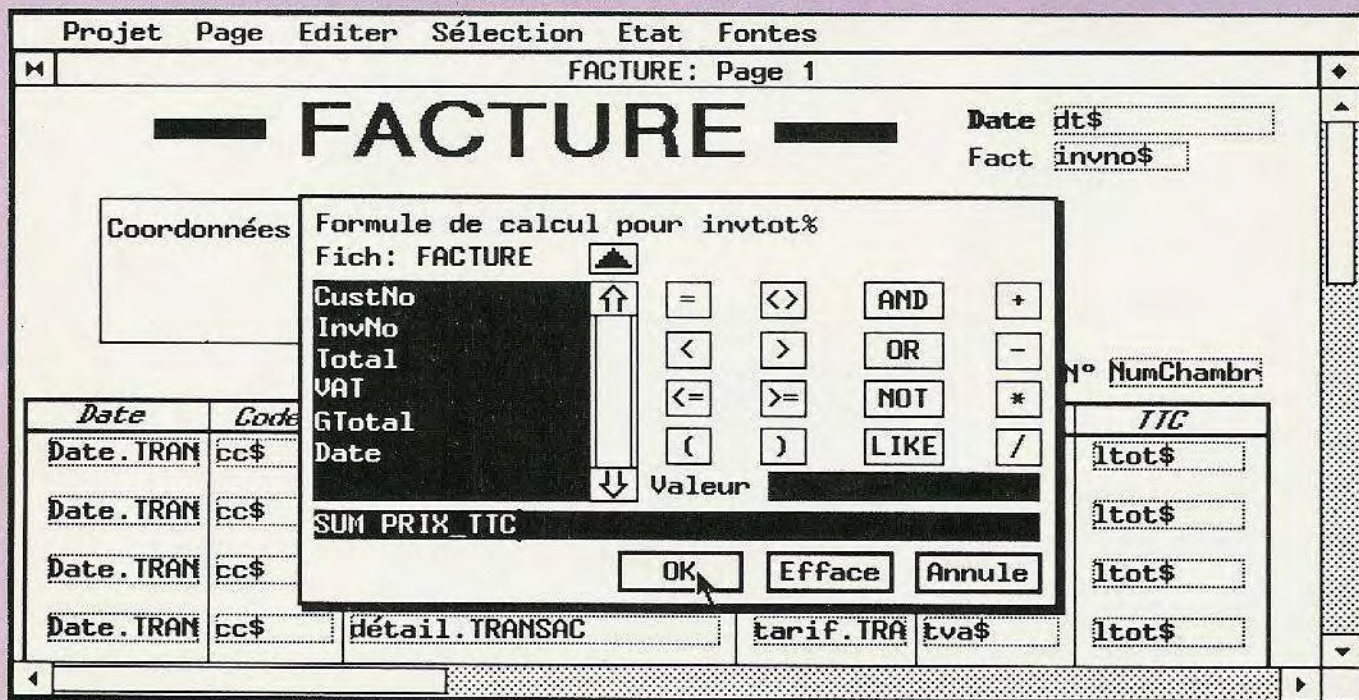 Projet Page Editer Sélection Etat Fontes
FACTURE: Page 1
FACTURE
Date dt$
Fact invno$
Coordonnées
Formule de calcul pour invtot%
Fich: FACTURE
CustNo
InvNo
Total
VAT
GTotal
Date
= <> AND +
< > OR -
<= >= NOT *
( ) LIKE /
Valeur
SUM PRIX_TTC
OK Efface Annule
N° NumChambr
Date Code TTC
Date.TRAN cc$ ltot$
Date.TRAN cc$ ltot$
Date.TRAN cc$ ltot$
Date.TRAN cc$ détail.TRANSAC tarif.TRA tva$ ltot$